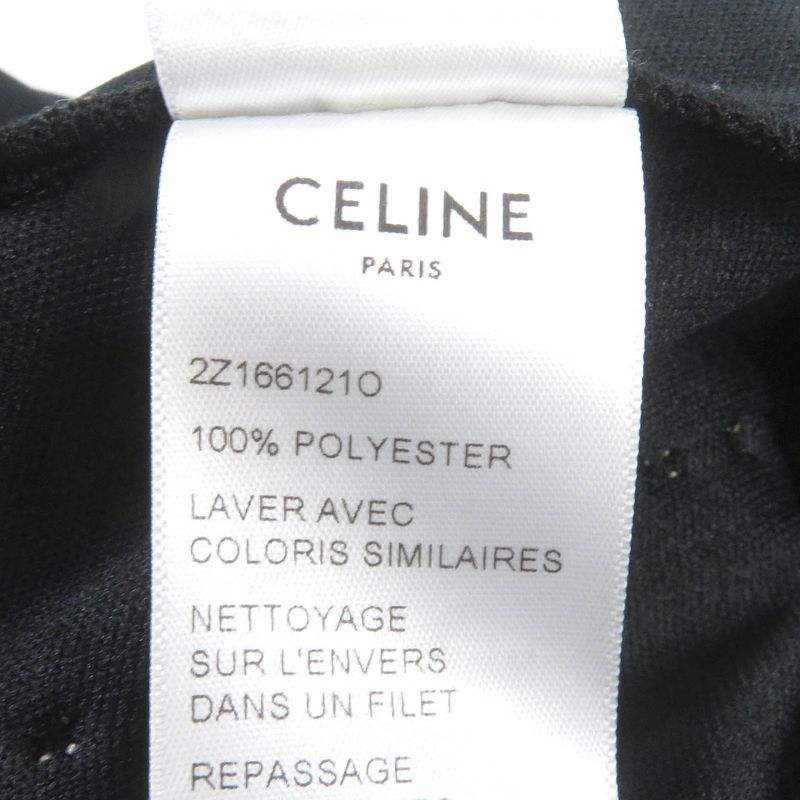 CELINE
PARIS
2Z166121O
100% POLYESTER
LAVER AVEC
COLORIS SIMILAIRES
NETTOYAGE
SUR L'ENVERS
DANS UN FILET
REPASSAGE